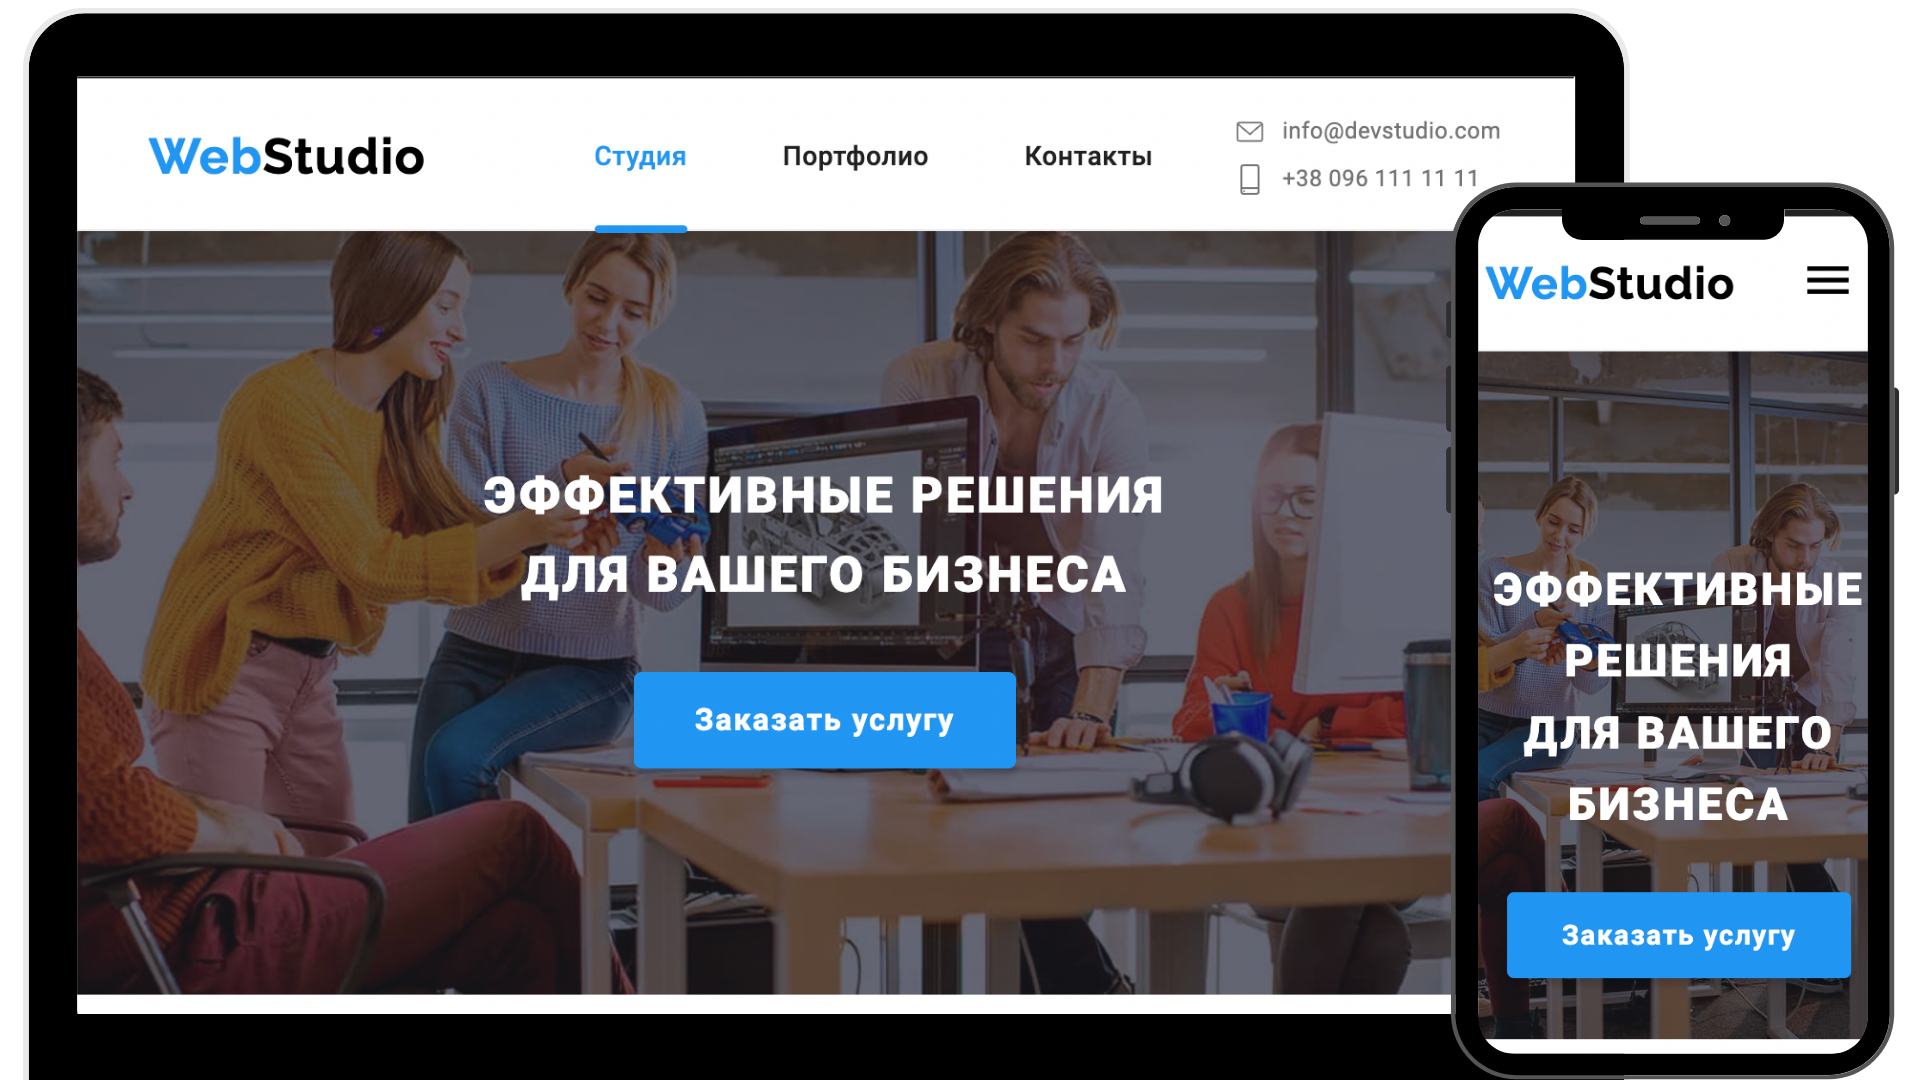 WebStudio
Студия
Портфолио
Контакты
info@devstudio.com
+38 096 111 11 11
ЭФФЕКТИВНЫЕ РЕШЕНИЯ
ДЛЯ ВАШЕГО БИЗНЕСА
Заказать услугу
WebStudio
ЭФФЕКТИВНЫЕ
РЕШЕНИЯ
ДЛЯ ВАШЕГО
БИЗНЕСА
Заказать услугу